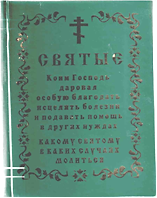 СВЯТЫЕ
Коим Господь
даровал
особую благодать
исцелять болезни
и подавать помощь
в других нуждах
КАКОМУ СВЯТОМУ
В КАКИХ СЛУЧАЯХ
МОЛИТЬСЯ